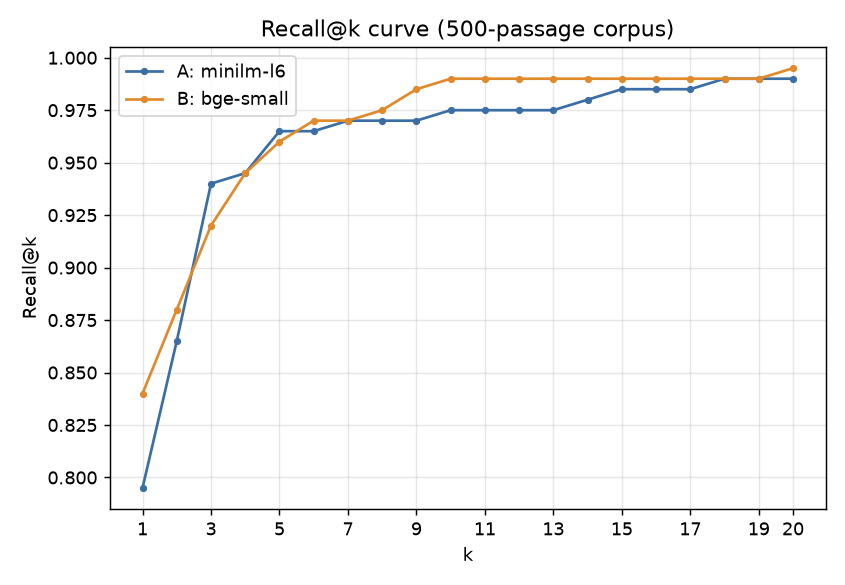 Recall@k curve (500-passage corpus)
A: minilm-l6
B: bge-small
Recall@k
1.000
0.975
0.950
0.925
0.900
0.875
0.850
0.825
0.800
1 3 5 7 9 11 13 15 17 19 20
k